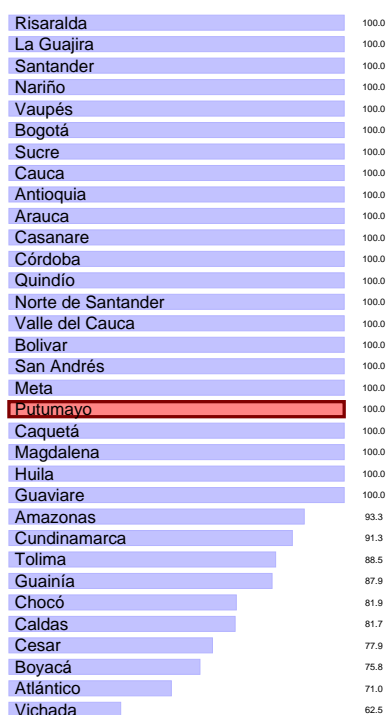 Risaralda 100.0
La Guajira 100.0
Santander 100.0
Nariño 100.0
Vaupés 100.0
Bogotá 100.0
Sucre 100.0
Cauca 100.0
Antioquia 100.0
Arauca 100.0
Casanare 100.0
Córdoba 100.0
Quindío 100.0
Norte de Santander 100.0
Valle del Cauca 100.0
Bolivar 100.0
San Andrés 100.0
Meta 100.0
Putumayo 100.0
Caquetá 100.0
Magdalena 100.0
Huila 100.0
Guaviare 100.0
Amazonas 93.3
Cundinamarca 91.3
Tolima 88.5
Guainía 87.9
Chocó 81.9
Caldas 81.7
Cesar 77.9
Boyacá 75.8
Atlántico 71.0
Vichada 62.5